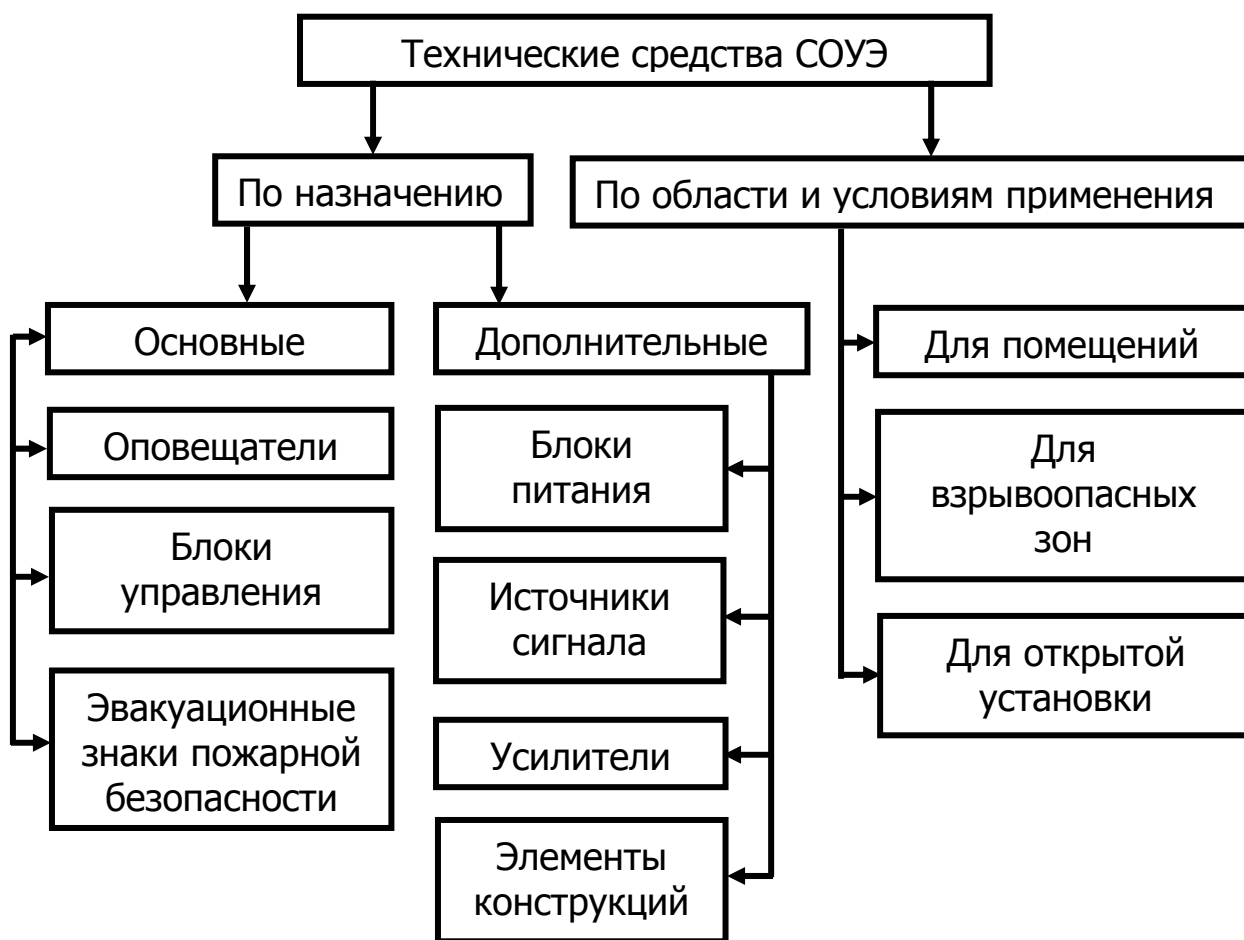 Технические средства СОУЭ
По назначению
По области и условиям применения
Основные
Оповещатели
Блоки
управления
Эвакуационные
знаки пожарной
безопасности
Дополнительные
Блоки
питания
Источники
сигнала
Усилители
Элементы
конструкций
Для помещений
Для
взрывоопасных
зон
Для открытой
установки